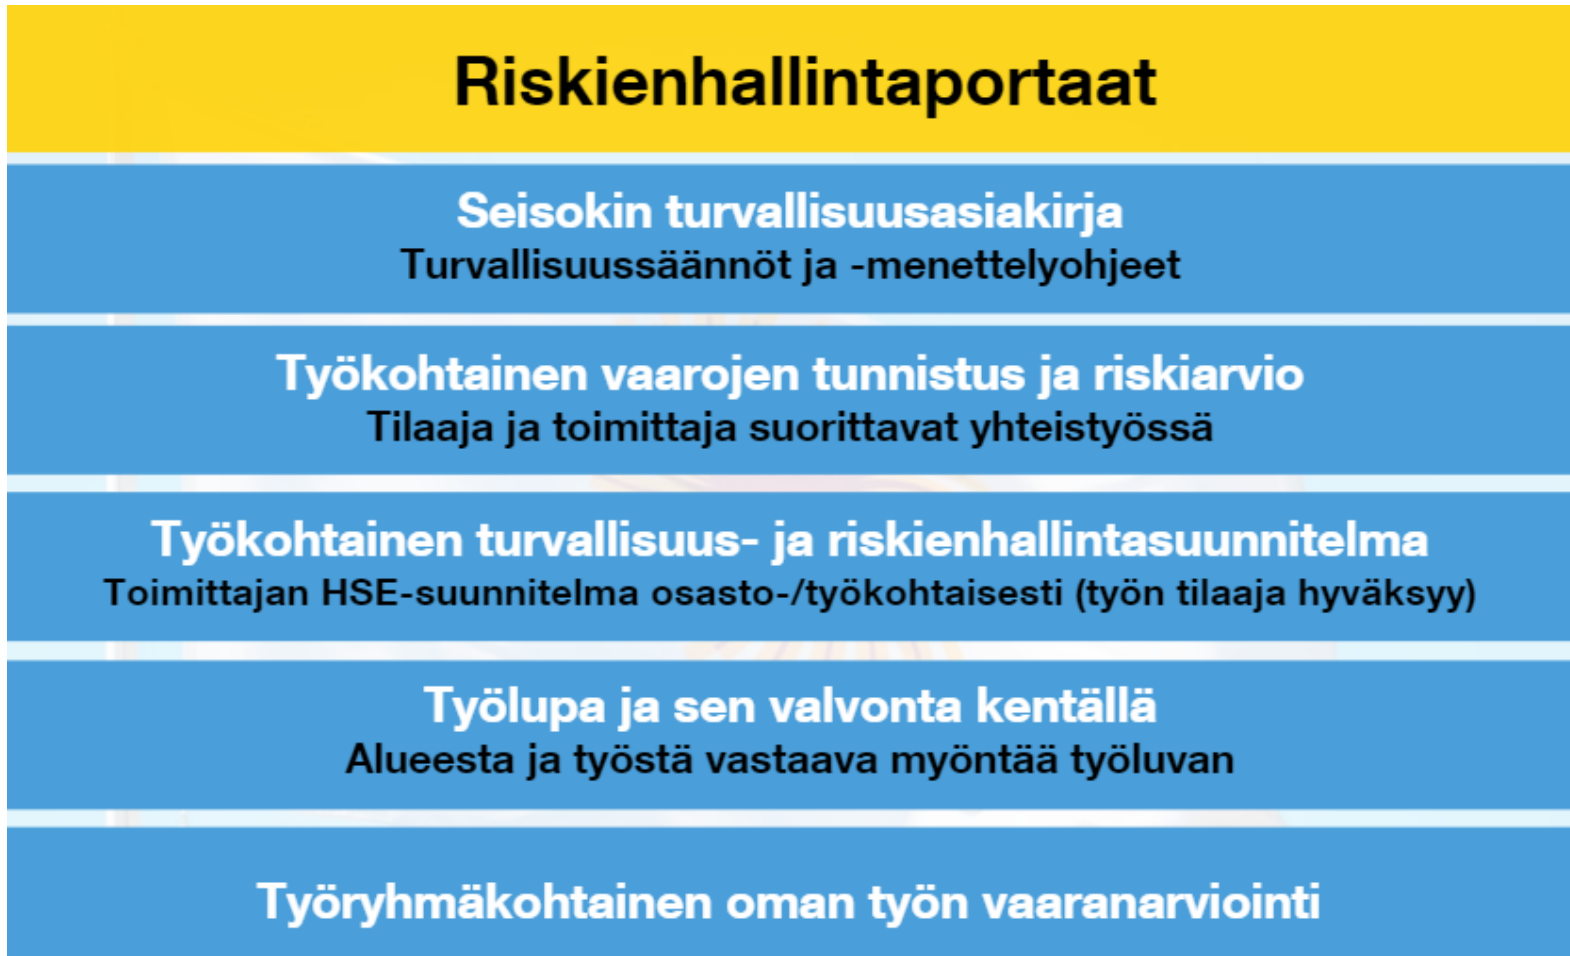 Riskienhallintaportaat
Seisokin turvallisuusasiakirja
Turvallisuussäännöt ja -menettelyohjeet
Työkohtainen vaarojen tunnistus ja riskiarvio
Tilaaja ja toimittaja suorittavat yhteistyössä
Työkohtainen turvallisuus- ja riskienhallintasuunnitelma
Toimittajan HSE-suunnitelma osasto-/työkohtaisesti (työn tilaaja hyväksyy)
Työlupa ja sen valvonta kentällä
Alueesta ja työstä vastaava myöntää työluvan
Työryhmäkohtainen oman työn vaaranarviointi